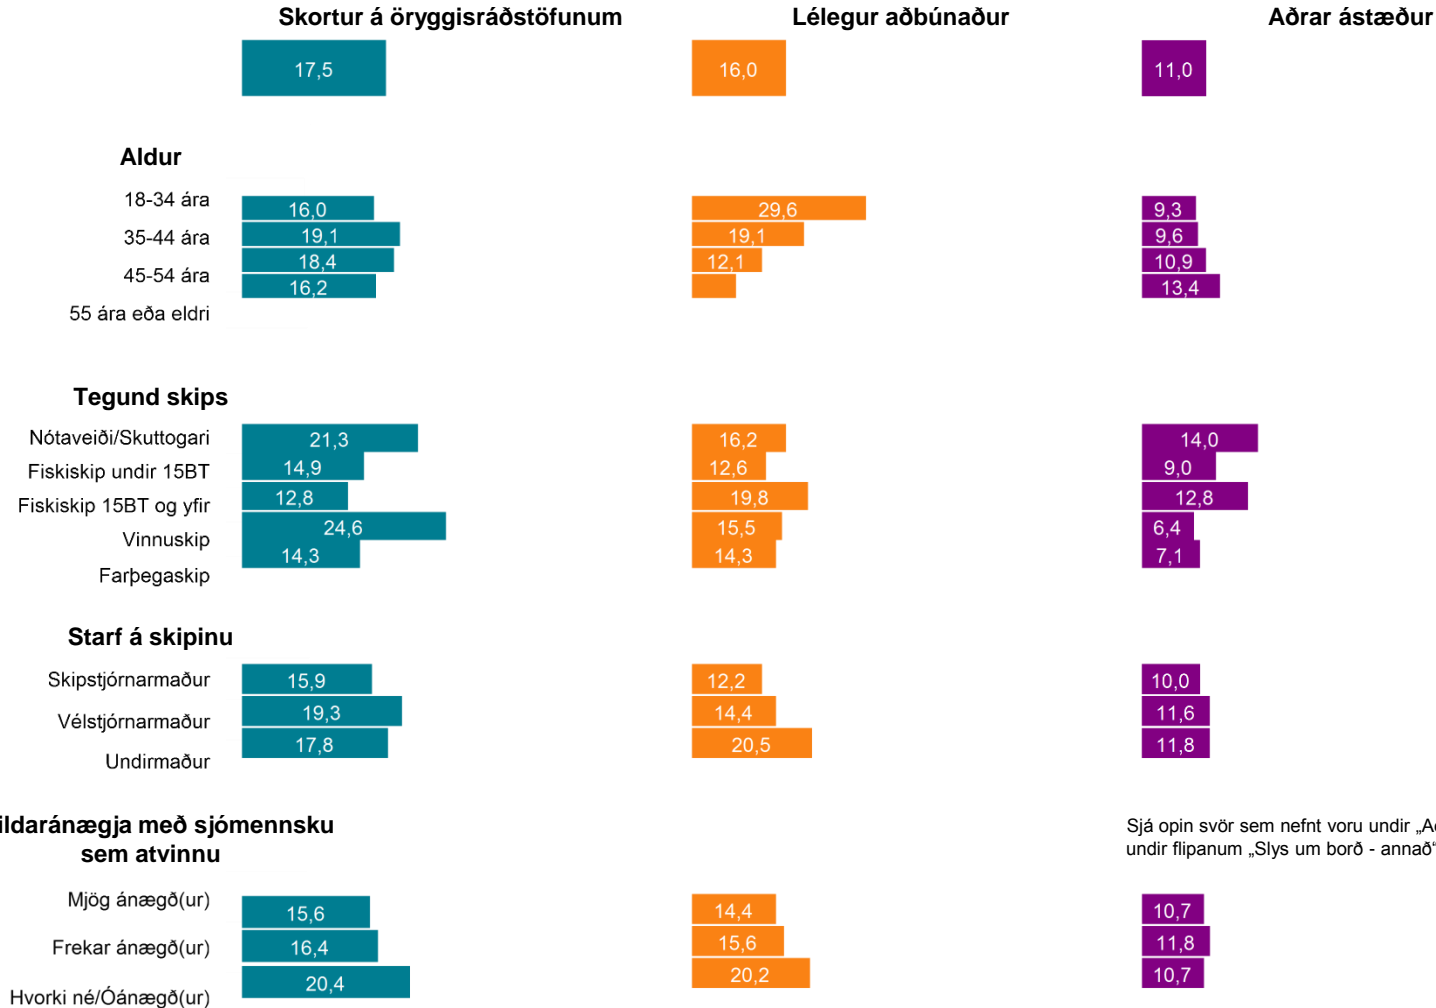 Skortur á öryggisráðstöfunum
Lélegur aðbúnaður
Aðrar ástæður
17,5
16,0
11,0
Aldur
18-34 ára
16,0
29,6
9,3
35-44 ára
19,1
19,1
9,6
45-54 ára
18,4
12,1
10,9
55 ára eða eldri
16,2
13,4
Tegund skips
Nótaveiði/Skuttogari
21,3
16,2
14,0
Fiskiskip undir 15BT
14,9
12,6
9,0
Fiskiskip 15BT og yfir
12,8
19,8
12,8
Vinnuskip
24,6
15,5
6,4
Farþegaskip
14,3
14,3
7,1
Starf á skipinu
Skipstjórnarmaður
15,9
12,2
10,0
Vélstjórnarmaður
19,3
14,4
11,6
Undirmaður
17,8
20,5
11,8
ildaránægja með sjómennsku
sem atvinnu
Sjá opin svör sem nefnt voru undir
undir flipanum „Slys um borð - annað“
Mjög ánægð(ur)
15,6
14,4
10,7
Frekar ánægð(ur)
16,4
15,6
11,8
Hvorki né/Óánægð(ur)
20,4
20,2
10,7